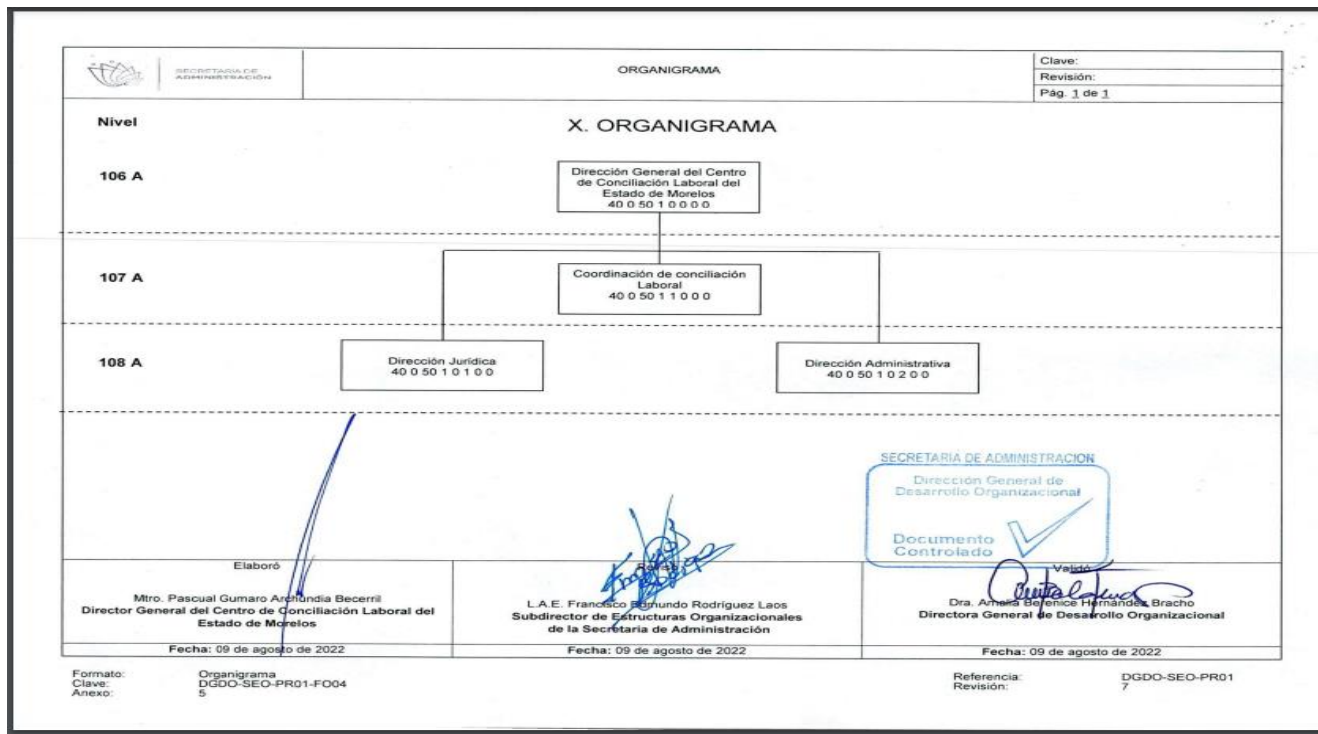 SECRETARIA DE
ADMINISTRACIÓN
ORGANIGRAMA
Clave:
Revisión:
Pág. 1 de 1
Nivel
X. ORGANIGRAMA
106 A
Dirección General del Centro
de Conciliación Laboral del
Estado de Morelos
40 0 50 1 0 0 0 0
107 A
Coordinación de conciliación
Laboral
40 0 50 1 1 0 0 0
108 A
Dirección Jurídica
40 0 50 1 0 1 0 0
Dirección Administrativa
40 0 50 1 0 2 0 0
SECRETARIA DE ADMINISTRACION
Dirección General de
Desarrollo Organizacional
Documento
Controlado
Elaboró
Mtro. Pascual Gumaro Archundia Becerril
Director General del Centro de Conciliación Laboral del
Estado de Morelos
Fecha: 09 de agosto de 2022
L.A.E. Francisco Edmundo Rodríguez Laos
Subdirector de Estructuras Organizacionales
de la Secretaria de Administración
Fecha: 09 de agosto de 2022
Validó
Dra. Amelia Berenice Hernández Bracho
Directora General de Desarrollo Organizacional
Fecha: 09 de agosto de 2022
Formato: Organigrama
Clave: DGDO-SEO-PR01-FO04
Anexo: 5
Referencia: DGDO-SEO-PR01
Revisión: 7